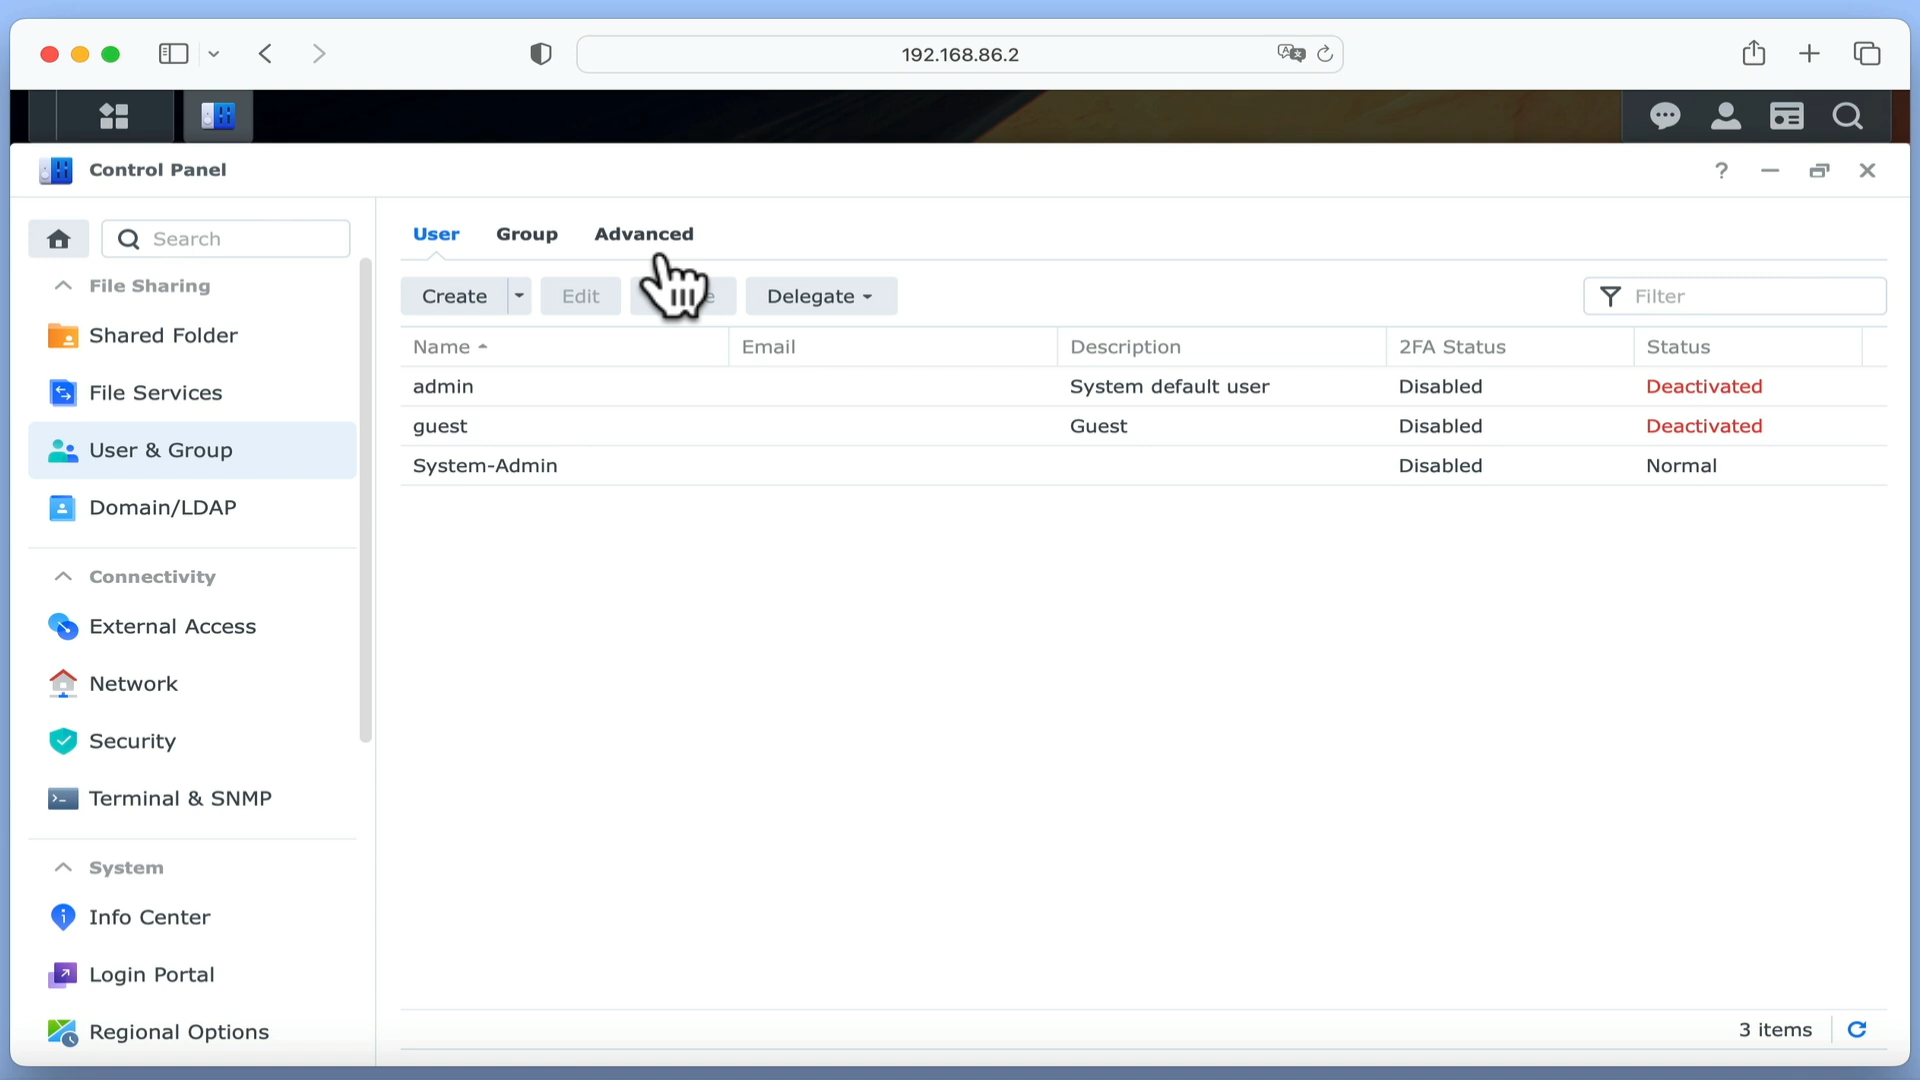 192.168.86.2
Control Panel
Search
File Sharing
Shared Folder
File Services
User & Group
Domain/LDAP
Connectivity
External Access
Network
Security
Terminal & SNMP
System
Info Center
Login Portal
Regional Options
User Group Advanced
Create Edit Delegate
Filter
Name Email Description 2FA Status Status
admin System default user Disabled Deactivated
guest Guest Disabled Deactivated
System-Admin Disabled Normal
3 items